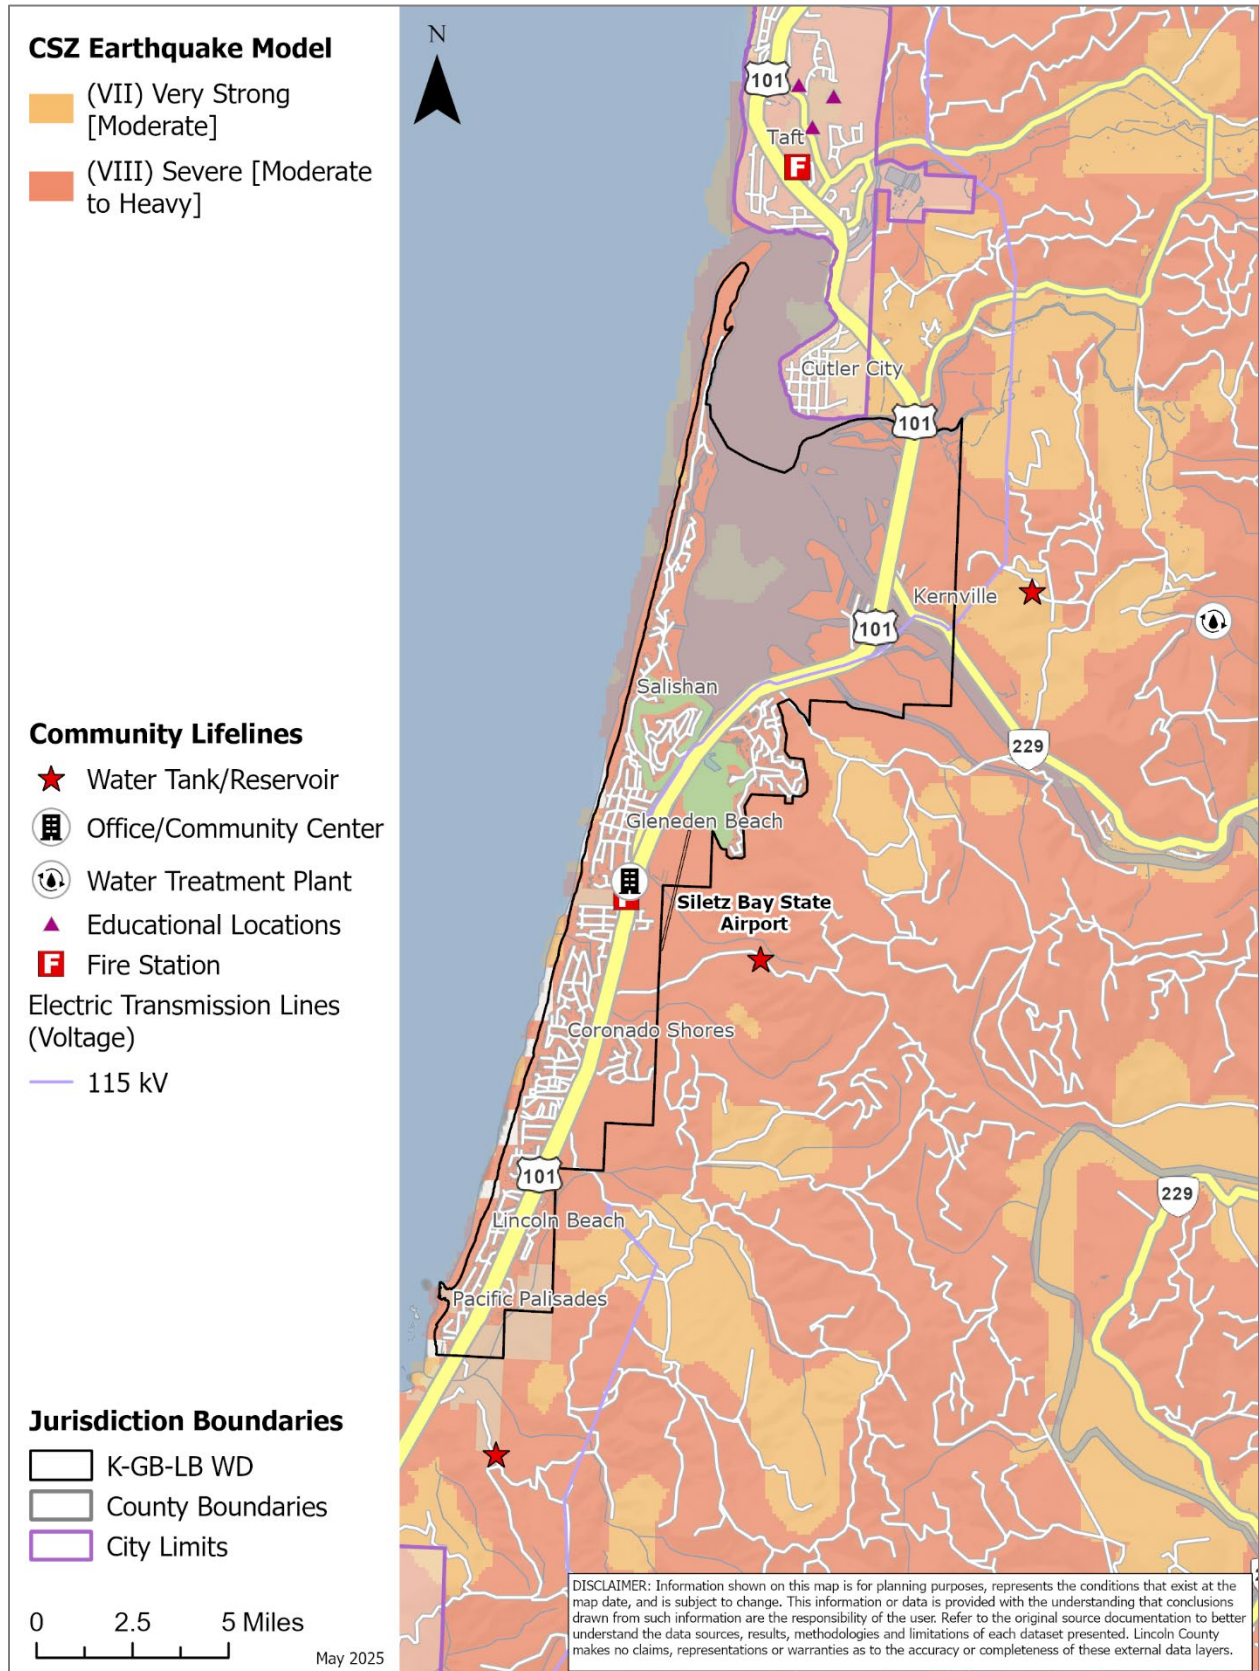 CSZ Earthquake Model
(VII) Very Strong
[Moderate]
(VIII) Severe [Moderate
to Heavy]
Community Lifelines
Water Tank/Reservoir
Office/Community Center
Water Treatment Plant
Educational Locations
F Fire Station
Electric Transmission Lines
(Voltage)
115 kV
Jurisdiction Boundaries
K-GB-LB WD
County Boundaries
City Limits
0 2.5 5 Miles
May 2025
N
101
Taft
F
Cutler City
101
Kernville
101
Salishan
229
Gleneden Beach
Siletz Bay State
Airport
Coronado Shores
101
229
Lincoln Beach
Pacific Palisades
DISCLAIMER: Information shown on this map is for planning purposes, represents the conditions that exist at the
map date, and is subject to change. This information or data is provided with the understanding that conclusions
drawn from such information are the responsibility of the user. Refer to the original source documentation to better
understand the data sources, results, methodologies and limitations of each dataset presented. Lincoln County
makes no claims, representations or warranties as to the accuracy or completeness of these external data layers.